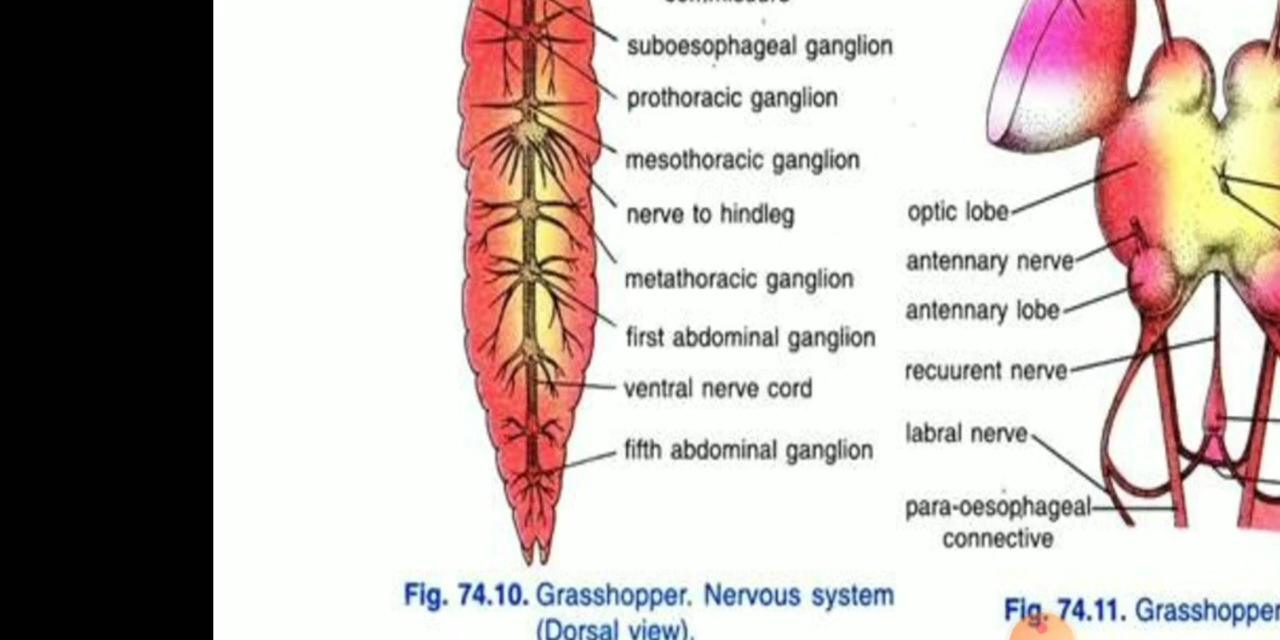 suboesophageal ganglion
prothoracic ganglion
mesothoracic ganglion
nerve to hindleg
metathoracic ganglion
first abdominal ganglion
ventral nerve cord
fifth abdominal ganglion
Fig. 74.10. Grasshopper. Nervous system
(Dorsal view).
optic lobe
antennary nerve
antennary lobe
recuurent nerve
labral nerve
para-oesophageal
connective
Fig. 74.11. Grasshopper